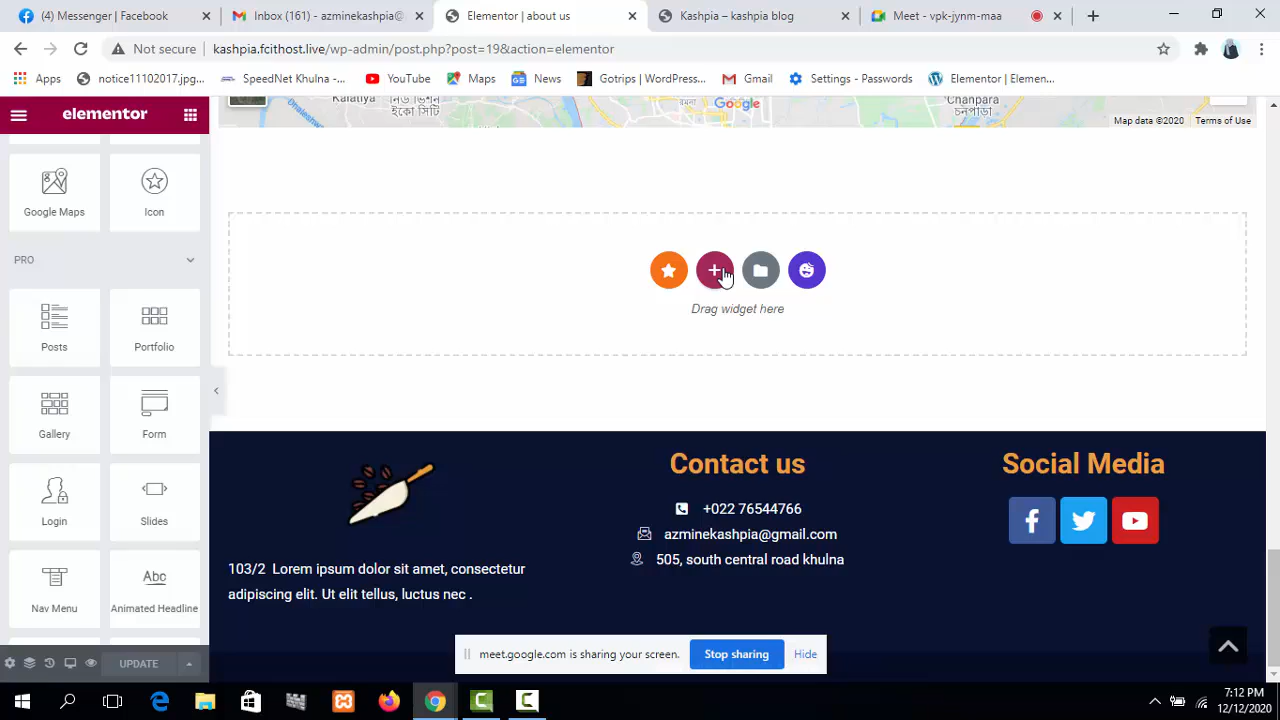 (4) Messenger | Facebook
Inbox (161) - azminekashpia@
Elementor | about us
Kashpia – kashpia blog
Meet - vpk-jynm-maa
Not secure
kashpia.fcithost.live/wp-admin/post.php?post=19&action=elementor
Apps
notice11102017.jpg...
SpeedNet Khulna -...
YouTube
Maps
News
Gotrips | WordPress...
Gmail
Settings - Passwords
Elementor | Elemen...
elementor
Kalatiya
রমনা
Google
Chanpara
ইকো সিটি
চনপাড়া
Map data ©2020
Terms of Use
Google Maps
Icon
PRO
Posts
Portfolio
Drag widget here
Gallery
Form
Login
Slides
Nav Menu
Abc
Animated Headline
Contact us
Social Media
+022 76544766
azminekashpia@gmail.com
505, south central road khulna
103/2 Lorem ipsum dolor sit amet, consectetur
adipiscing elit. Ut elit tellus, luctus nec .
meet.google.com is sharing your screen.
Stop sharing
Hide
UPDATE
7:12 PM
12/12/2020